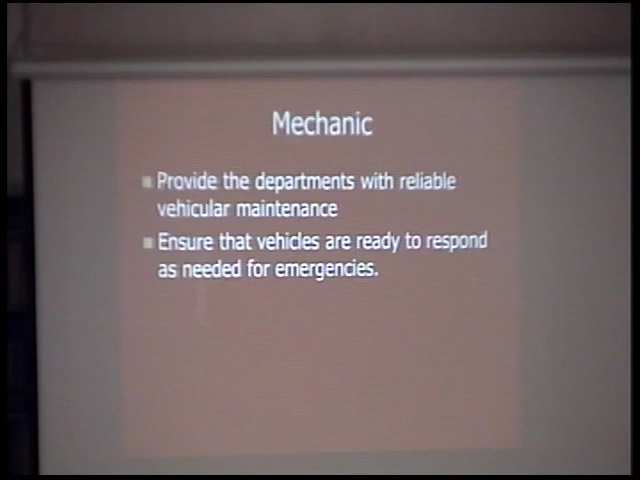 Mechanic
Provide the departments with reliable
vehicular maintenance
Ensure that vehicles are ready to respond
as needed for emergencies.